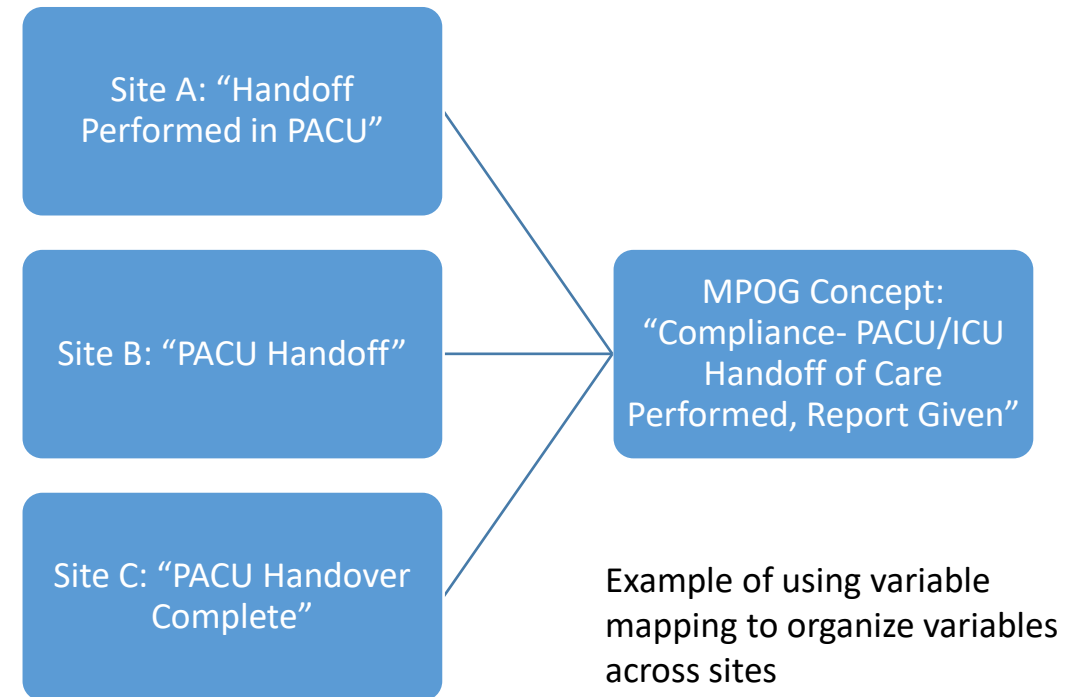 Site A: “Handoff
Performed in PACU”
Site B: “PACU Handoff”
Site C: “PACU Handover
Complete”
MPOG Concept:
“Compliance- PACU/ICU
Handoff of Care
Performed, Report Given”
Example of using variable
mapping to organize variables
across sites